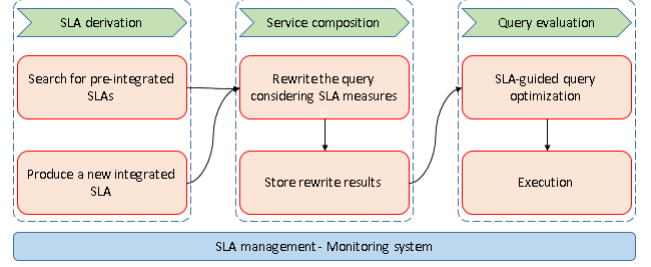 SLA derivation
Search for pre-integrated
SLAs
Produce a new integrated
SLA
Service composition
Rewrite the query
considering SLA measures
Store rewrite results
Query evaluation
SLA-guided query
optimization
Execution
SLA management - Monitoring system